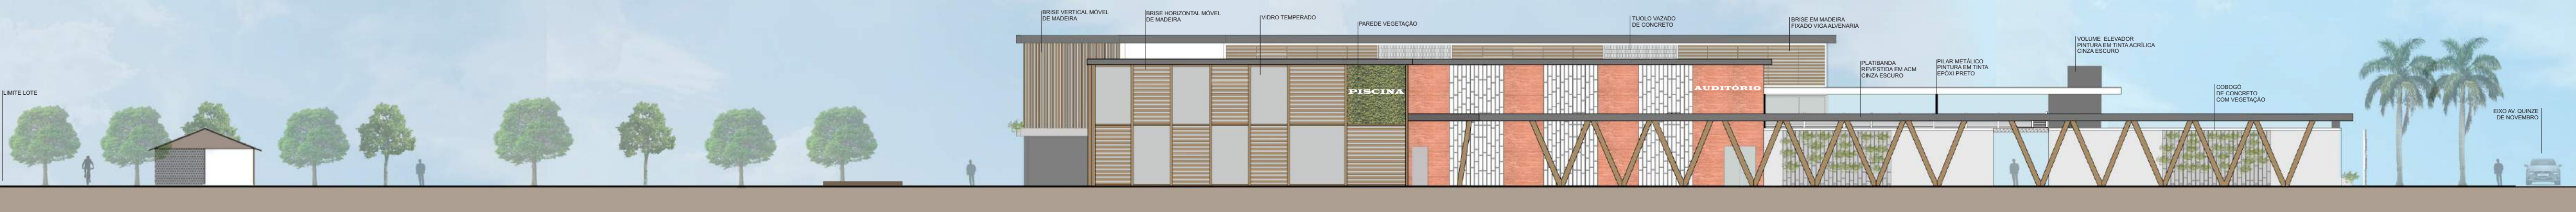 LIMITE LOTE
BRISE VERTICAL MÓVEL
DE MADEIRA
BRISE HORIZONTAL MÓVEL
DE MADEIRA
VIDRO TEMPERADO
PAREDE VEGETAÇÃO
PISCINA
TIJOLO VAZADO
DE CONCRETO
AUDITÓRIO
BRISE EM MADEIRA
FIXADO VIGA ALVENARIA
PLATIBANDA
REVESTIDA EM ACM
CINZA ESCURO
PILAR METÁLICO
PINTURA EM TINTA
EPÓXI PRETO
VOLUME ELEVADOR
PINTURA EM TINTA ACRÍLICA
CINZA ESCURO
COBOGÓ
DE CONCRETO
COM VEGETAÇÃO
EIXO AV. QUINZE
DE NOVEMBRO